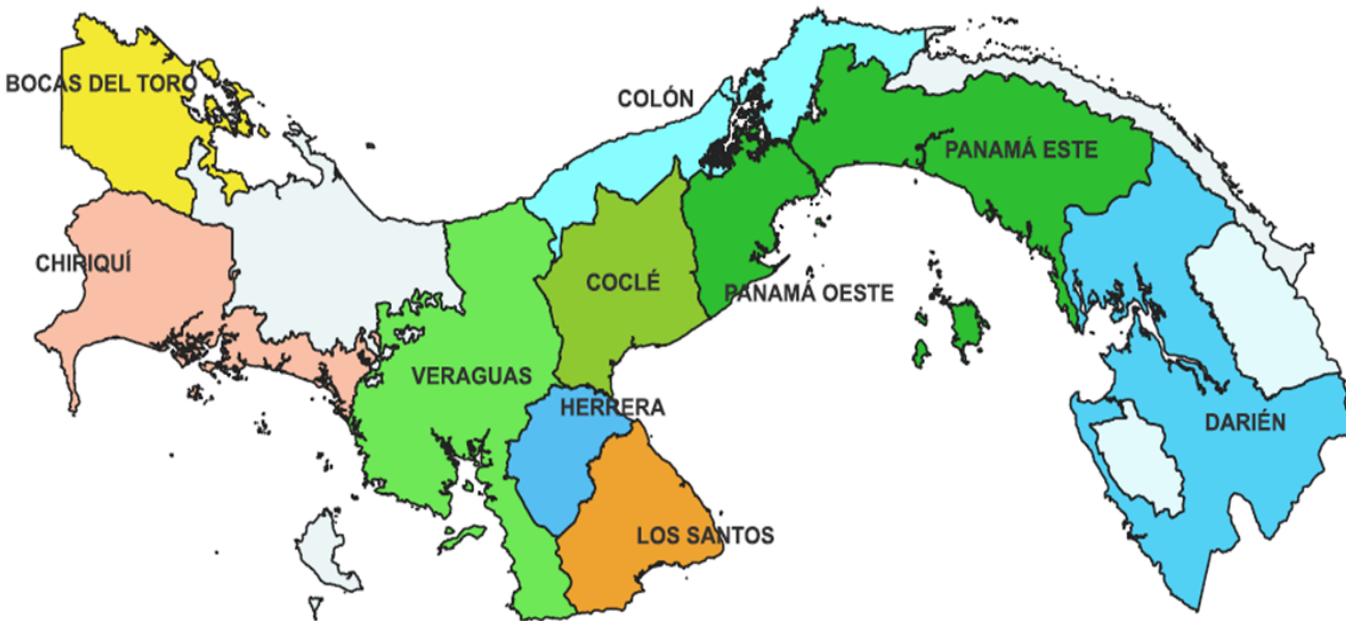 BOCAS DEL TORO
COLÓN
PANAMÁ ESTE
CHIRIQUÍ
COCLÉ
PANAMÁ OESTE
VERAGUAS
HERRERA
DARIÉN
LOS SANTOS